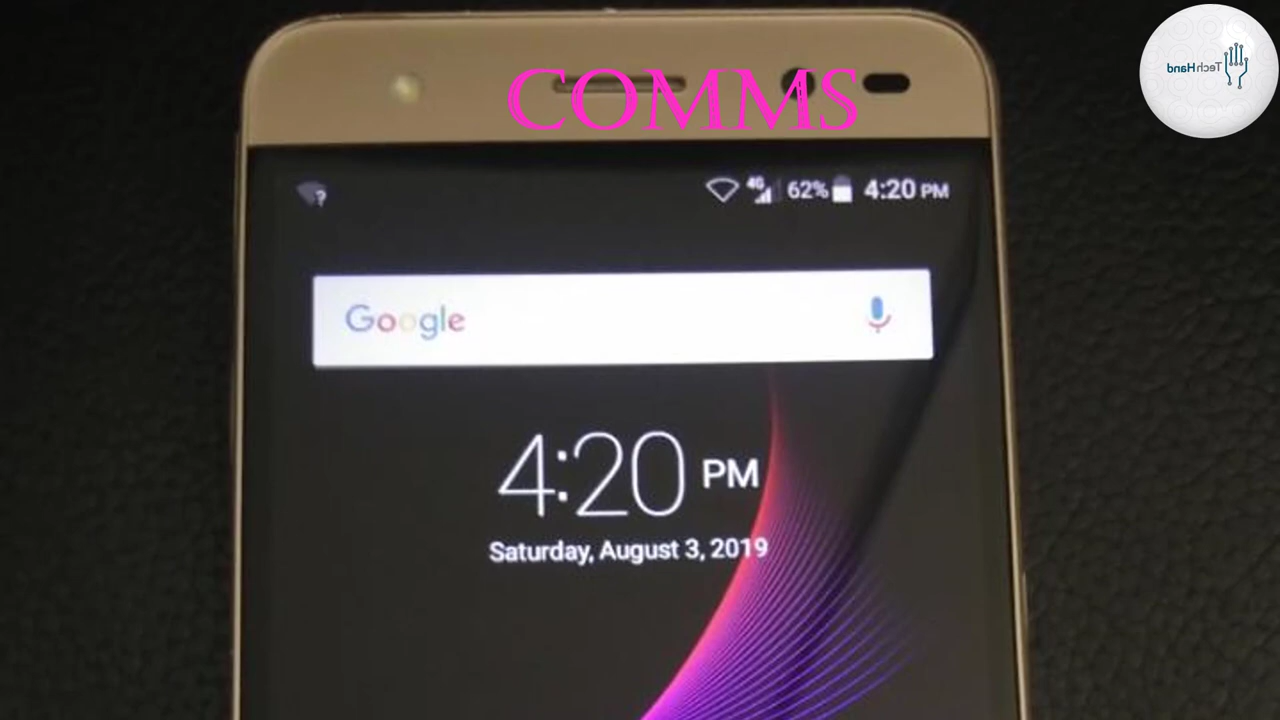 COMMS
TechHand
?
4G 62% 4:20 PM
Google
4:20 PM
Saturday, August 3, 2019